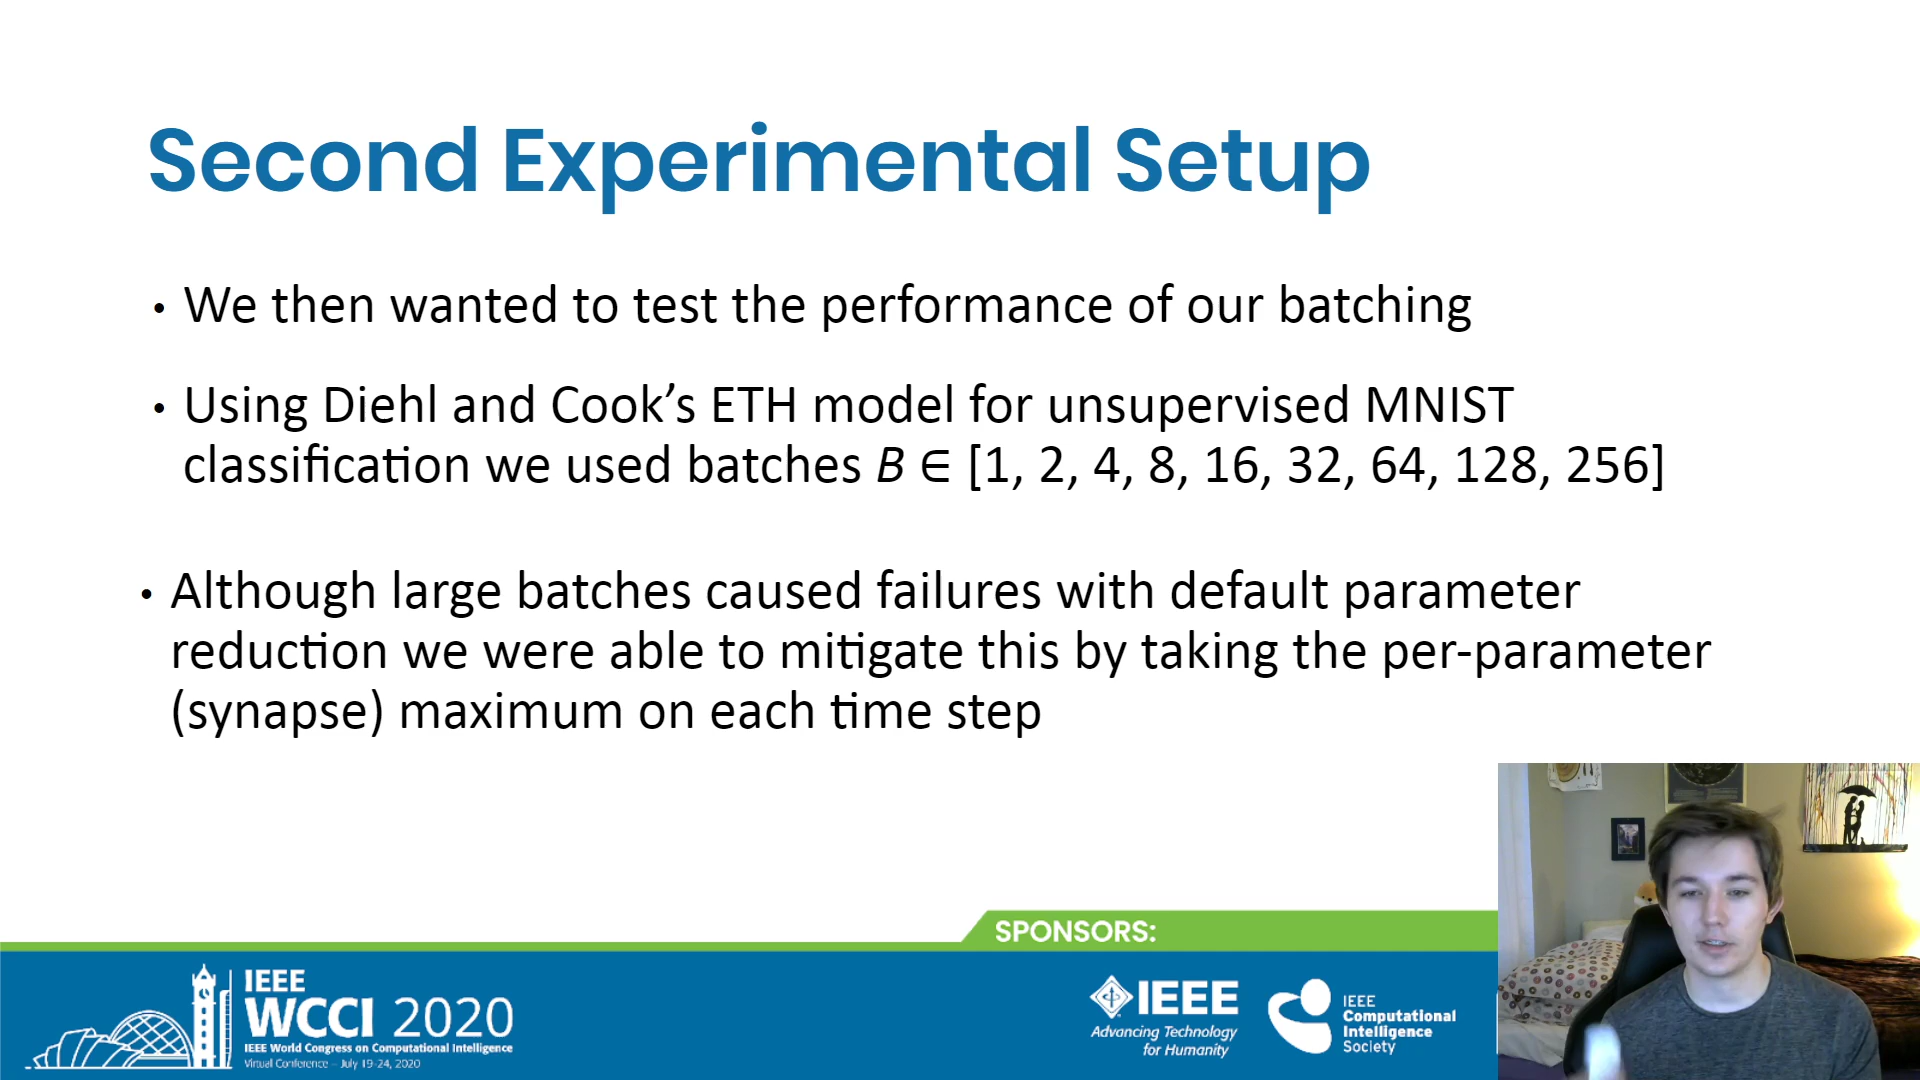 Second Experimental Setup
• We then wanted to test the performance of our batching
• Using Diehl and Cook’s ETH model for unsupervised MNIST
classification we used batches B ∈ [1, 2, 4, 8, 16, 32, 64, 128, 256]
• Although large batches caused failures with default parameter
reduction we were able to mitigate this by taking the per-parameter
(synapse) maximum on each time step
SPONSORS:
IEEE
WCCI 2020
IEEE World Congress on Computational Intelligence
Virtual Conference – July 19-24, 2020
IEEE
Advancing Technology
for Humanity
IEEE
Computational
Intelligence
Society